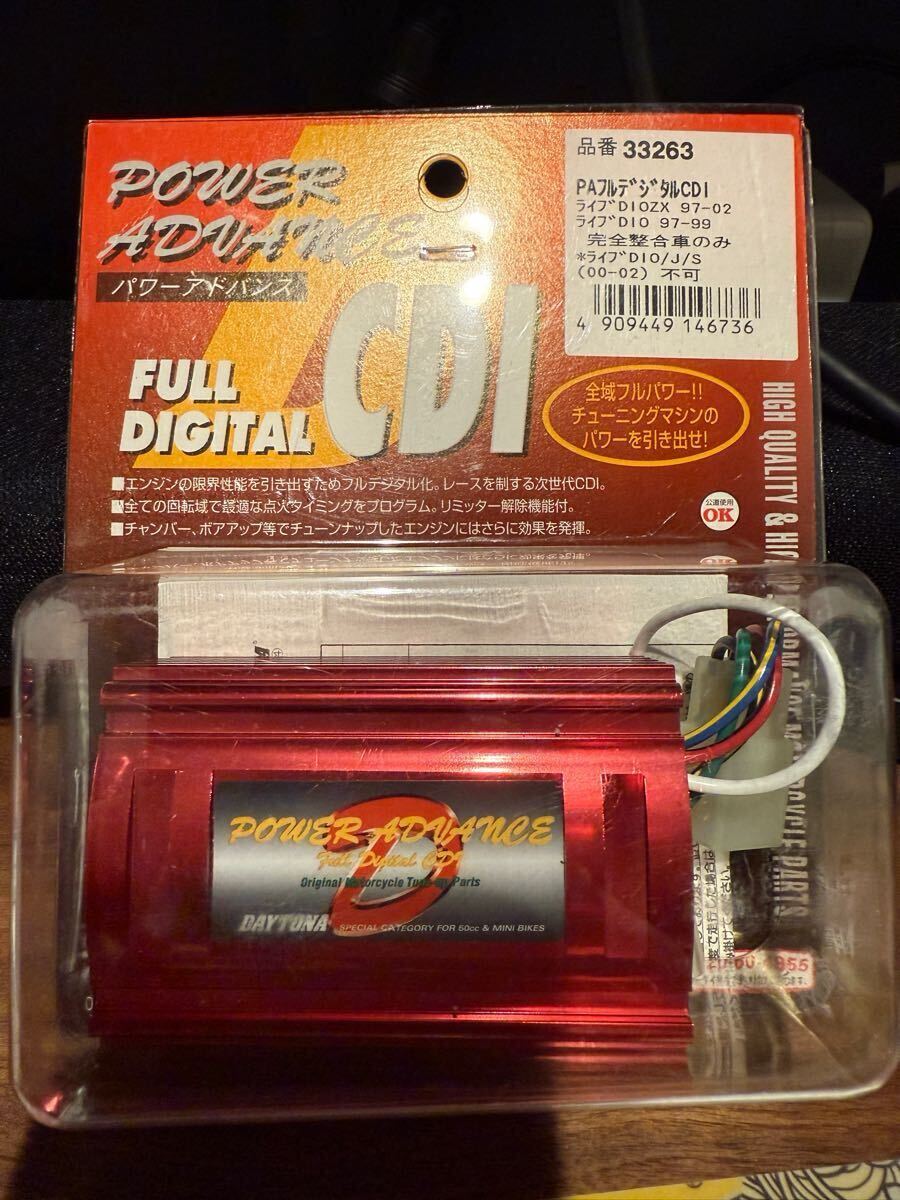 POWER
ADVANCE
パワーアドバンス
CDI
FULL
DIGITAL
品番 33263
PAフルデジタルCDI
ライブDIOZX 97-02
ライブDIO 97-99
完全整合車のみ
*ライブDIO/J/S
(00-02) 不可
4 909449 146736
全域フルパワー!!
チューニングマシンの
パワーを引き出せ!
■エンジンの限界性能を引き出すためフルデジタル化。レースを制する次世代CDI。
■全ての回転域で最適な点火タイミングをプログラム。リミッター解除機能付。
■チャンバー、ボアアップ等でチューンナップしたエンジンにはさらに効果を発揮。
公道使用
OK
HIGH QUALITY &
PARTS
POWER ADVANCE
Full Digital CDI
Original Motorcycle Tune-up Parts
DAYTONA
SPECIAL CATEGORY FOR 50cc & MINI BIKES